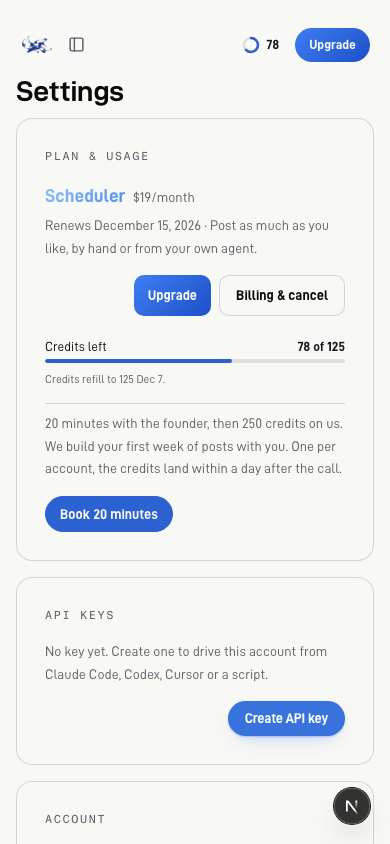 78
Upgrade
Settings
PLAN & USAGE
Scheduler $19/month
Renews December 15, 2026 · Post as much as you
like, by hand or from your own agent.
Upgrade
Billing & cancel
Credits left
78 of 125
Credits refill to 125 Dec 7.
20 minutes with the founder, then 250 credits on us.
We build your first week of posts with you. One per
account, the credits land within a day after the call.
Book 20 minutes
API KEYS
No key yet. Create one to drive this account from
Claude Code, Codex, Cursor or a script.
Create API key
ACCOUNT
N